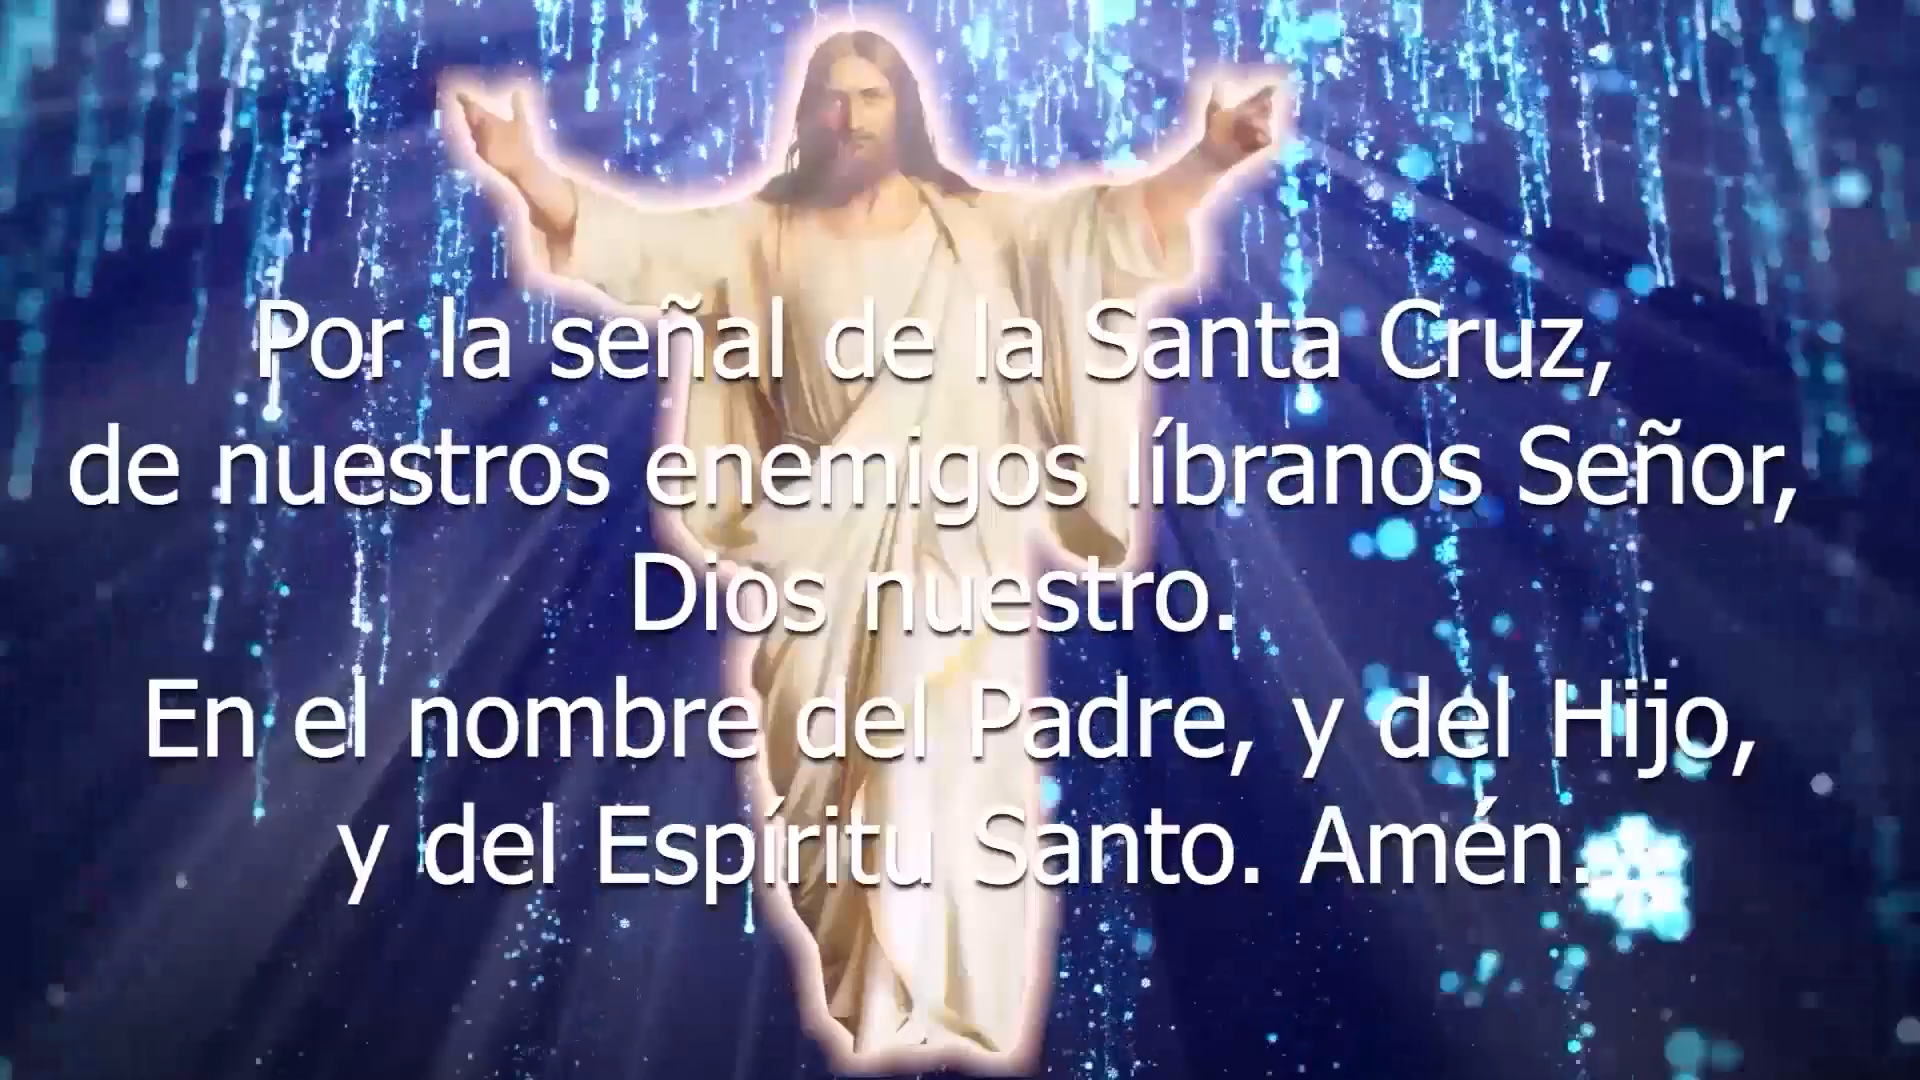 Por la señal de la Santa Cruz,
de nuestros enemigos líbranos Señor,
Dios nuestro.
En el nombre del Padre, y del Hijo,
y del Espíritu Santo. Amén.